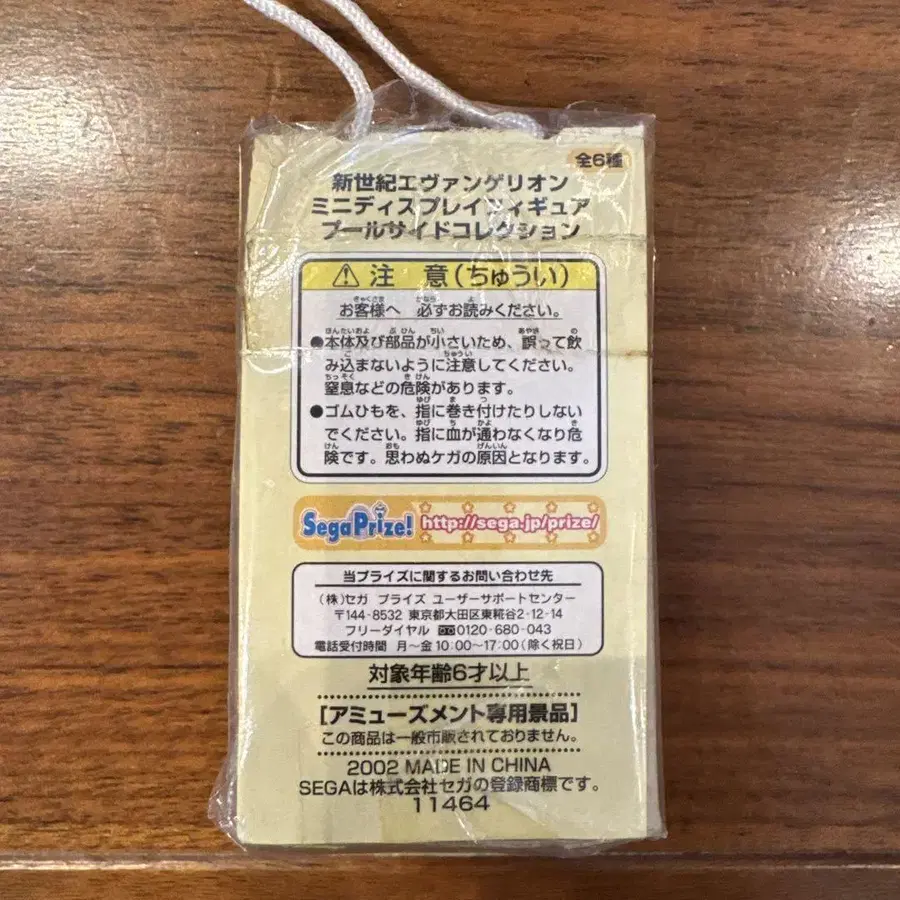 全6種
新世紀エヴァンゲリオン
ミニディスプレイフィギュア
プールサイドコレクション
⚠注 意(ちゅうい)
お客様へ 必ずお読みください。
●本体及び部品が小さいため、誤って飲
み込まないように注意してください。
窒息などの危険があります。
●ゴムひもを、指に巻き付けたりしない
でください。指に血が通わなくなり危
険です。思わぬケガの原因となります。
SegaPrize! http://sega.jp/prize/
当プライズに関するお問い合わせ先
(株)セガ プライズ ユーザーサポートセンター
〒144-8532 東京都大田区東糀谷2-12-14
フリーダイヤル 0120-680-043
電話受付時間 月〜金 10:00〜17:00(除く祝日)
対象年齢6才以上
[アミューズメント専用景品]
この商品は一般市販されておりません。
2002 MADE IN CHINA
SEGAは株式会社セガの登録商標です。
11464